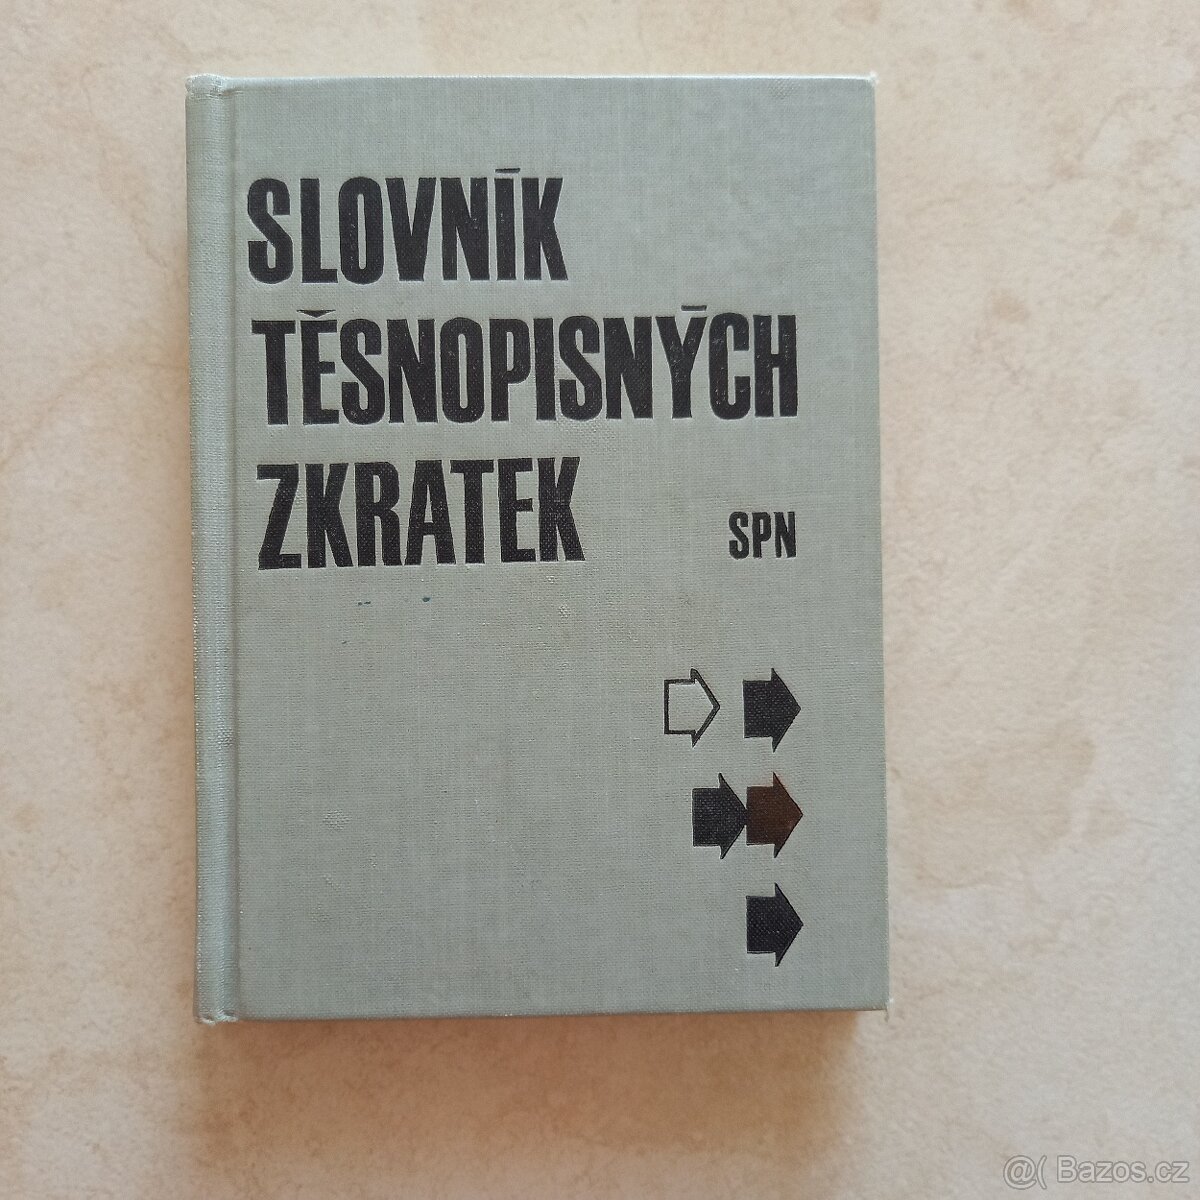 SLOVNÍK
TĚSNOPISNÝCH
ZKRATEK
SPN
@( Bazos.cz